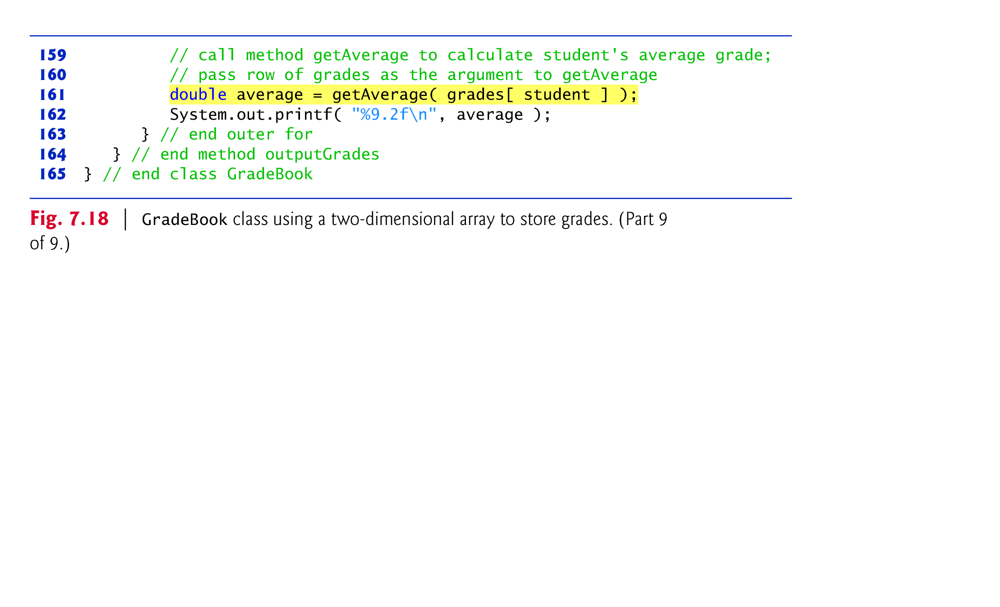 159 // call method getAverage to calculate student's average grade;
160 // pass row of grades as the argument to getAverage
161 double average = getAverage( grades[ student ] );
162 System.out.printf( "%9.2f\n", average );
163 } // end outer for
164 } // end method outputGrades
165 } // end class GradeBook
Fig. 7.18 | GradeBook class using a two-dimensional array to store grades. (Part 9
of 9.)